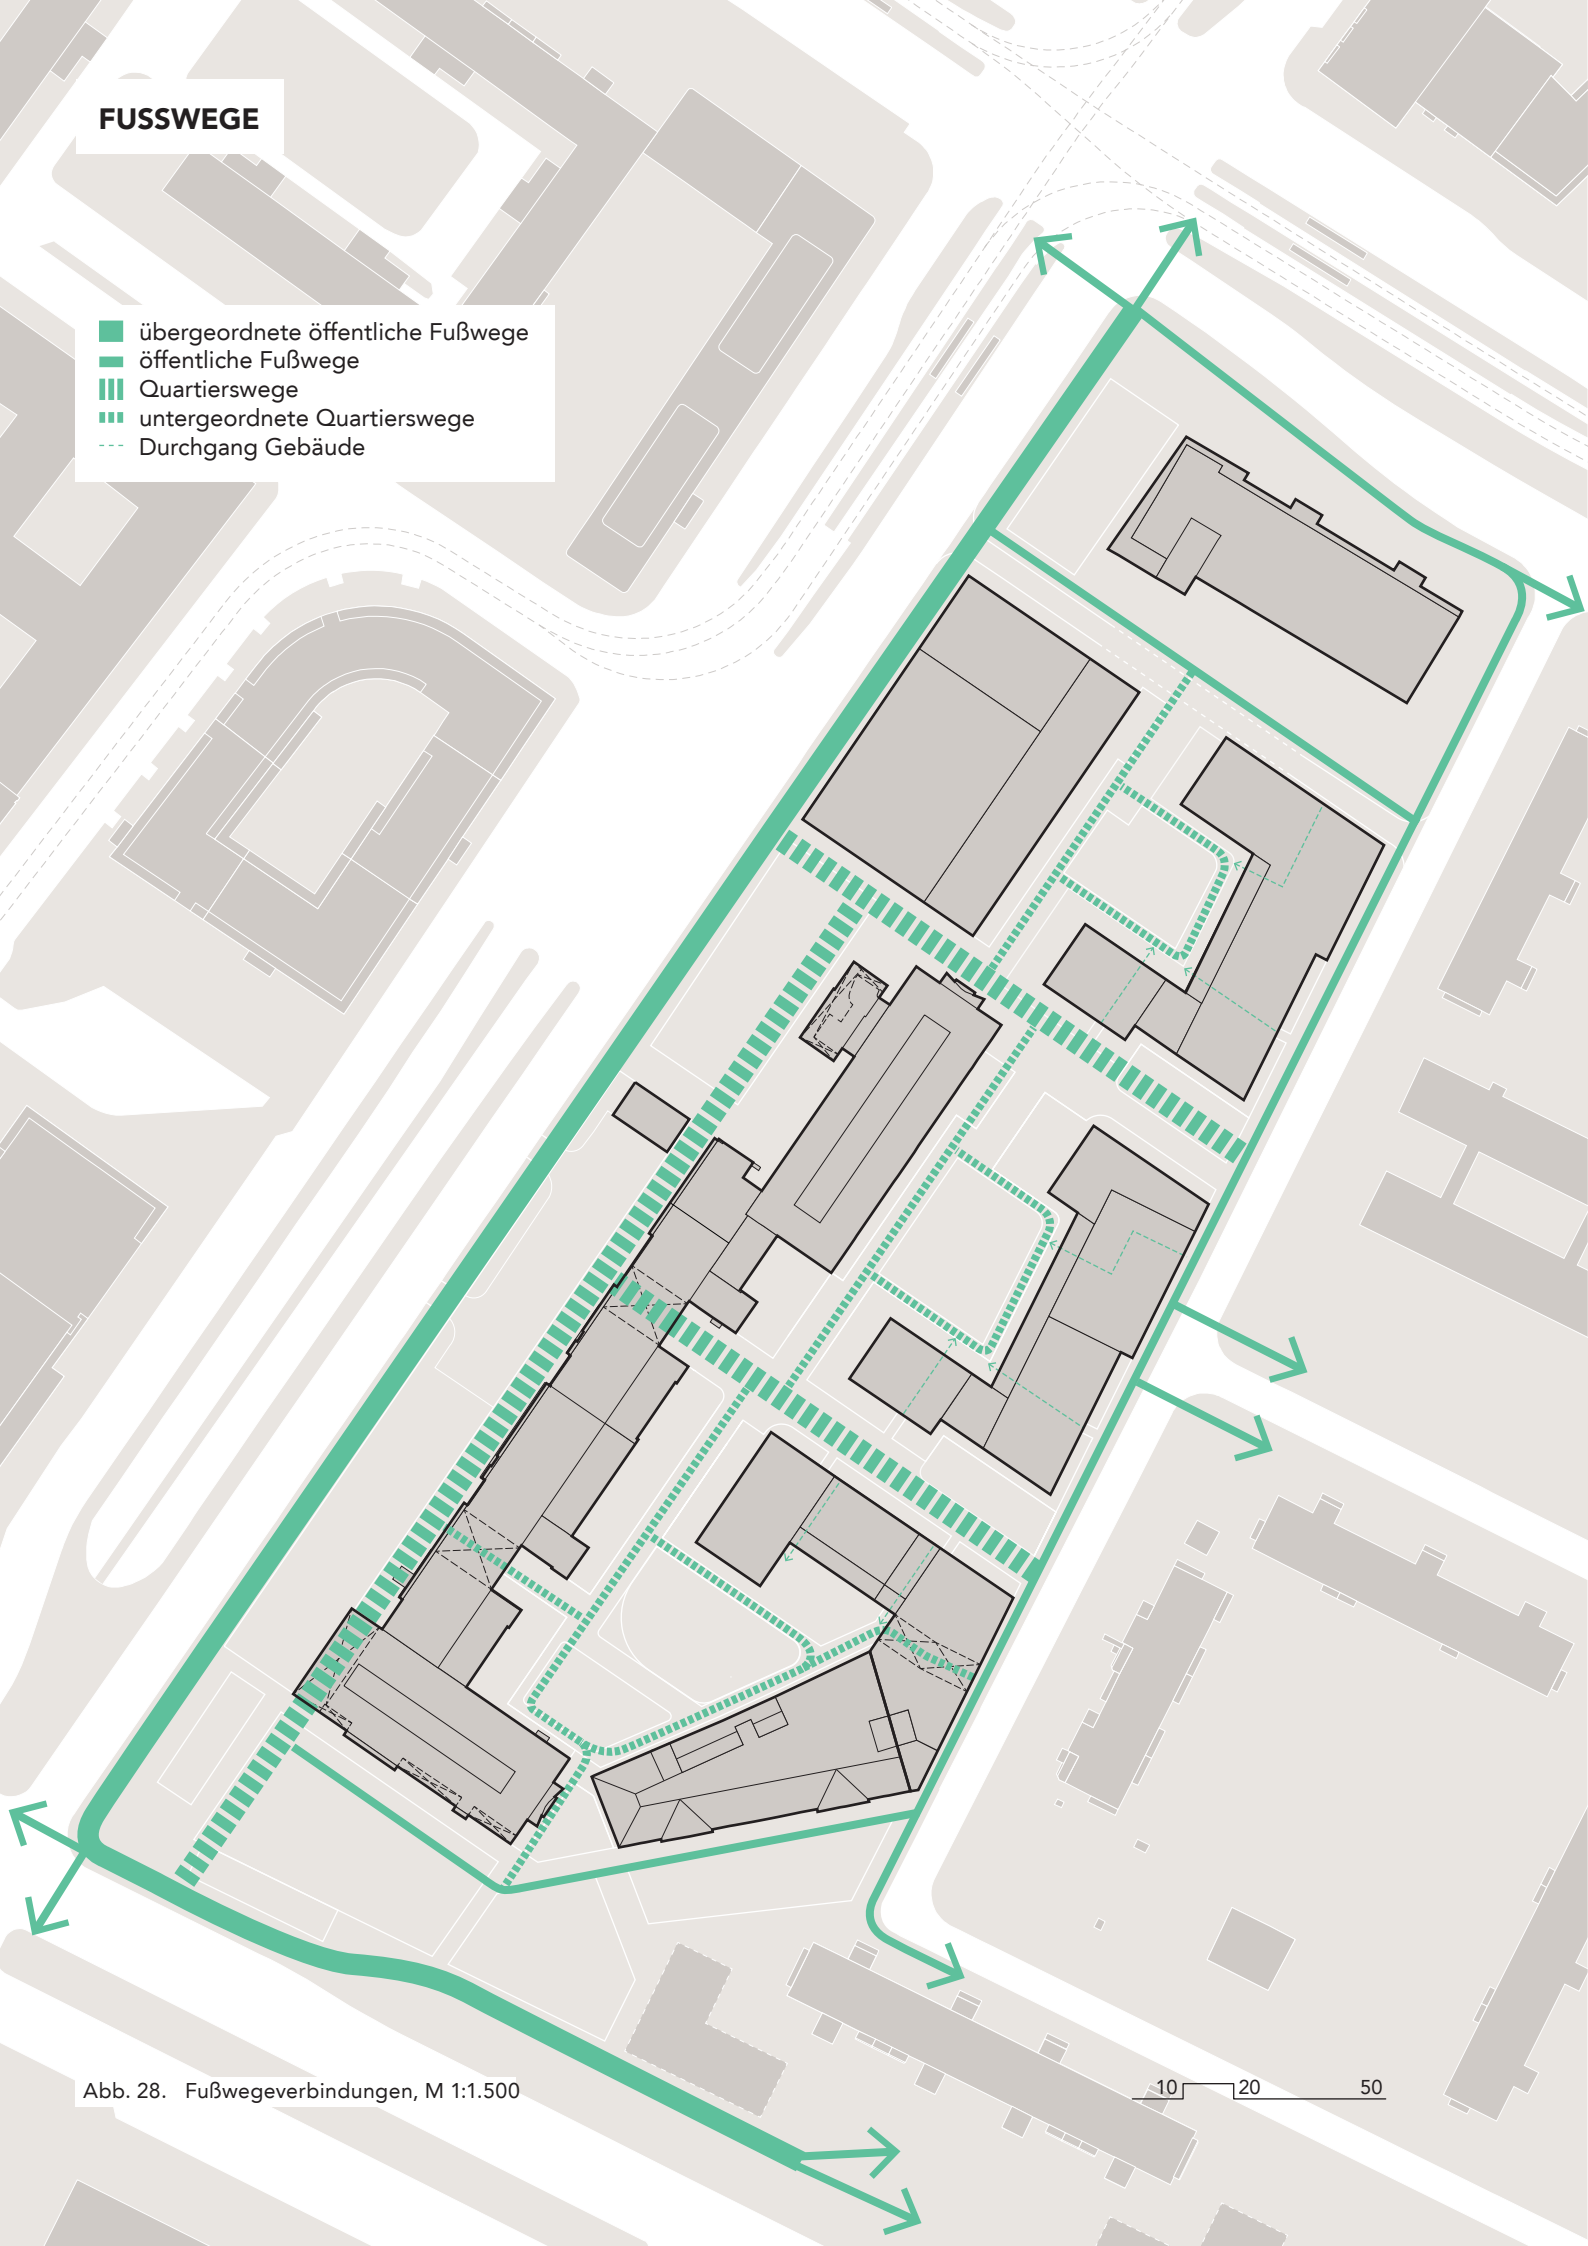 FUSSWEGE
übergeordnete öffentliche Fußwege
öffentliche Fußwege
Quartierswege
untergeordnete Quartierswege
Durchgang Gebäude
Abb. 28. Fußwegeverbindungen, M 1:1.500
10 20 50